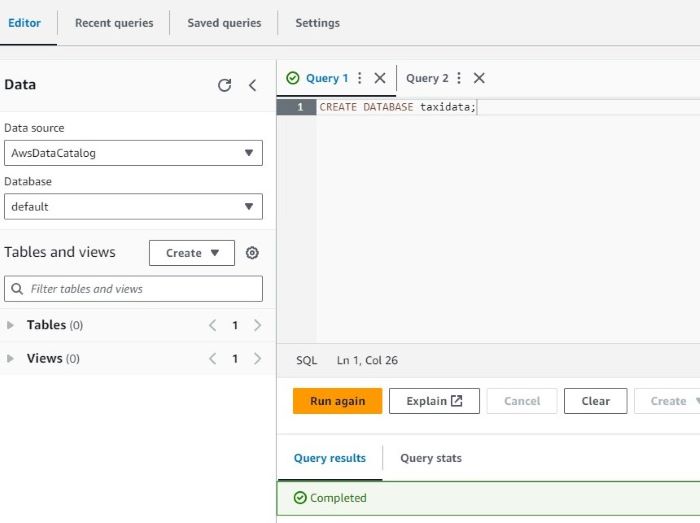 Editor Recent queries Saved queries Settings
Data
Data source
AwsDataCatalog
Database
default
Tables and views Create
Filter tables and views
Tables (0) 1
Views (0) 1
Query 1 Query 2
1 CREATE DATABASE taxidata;
SQL Ln 1, Col 26
Run again Explain Cancel Clear Create
Query results Query stats
Completed